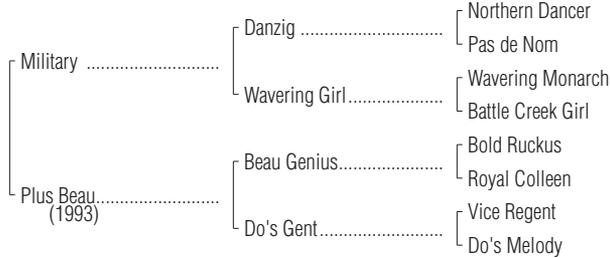 Northern Dancer
Danzig ........................
Pas de Nom
Military ............................
Wavering Monarch
Wavering Girl....................
Battle Creek Girl
Bold Ruckus
Beau Genius......................
Royal Colleen
Plus Beau..........................
(1993)
Vice Regent
Do's Gent..........................
Do's Melody